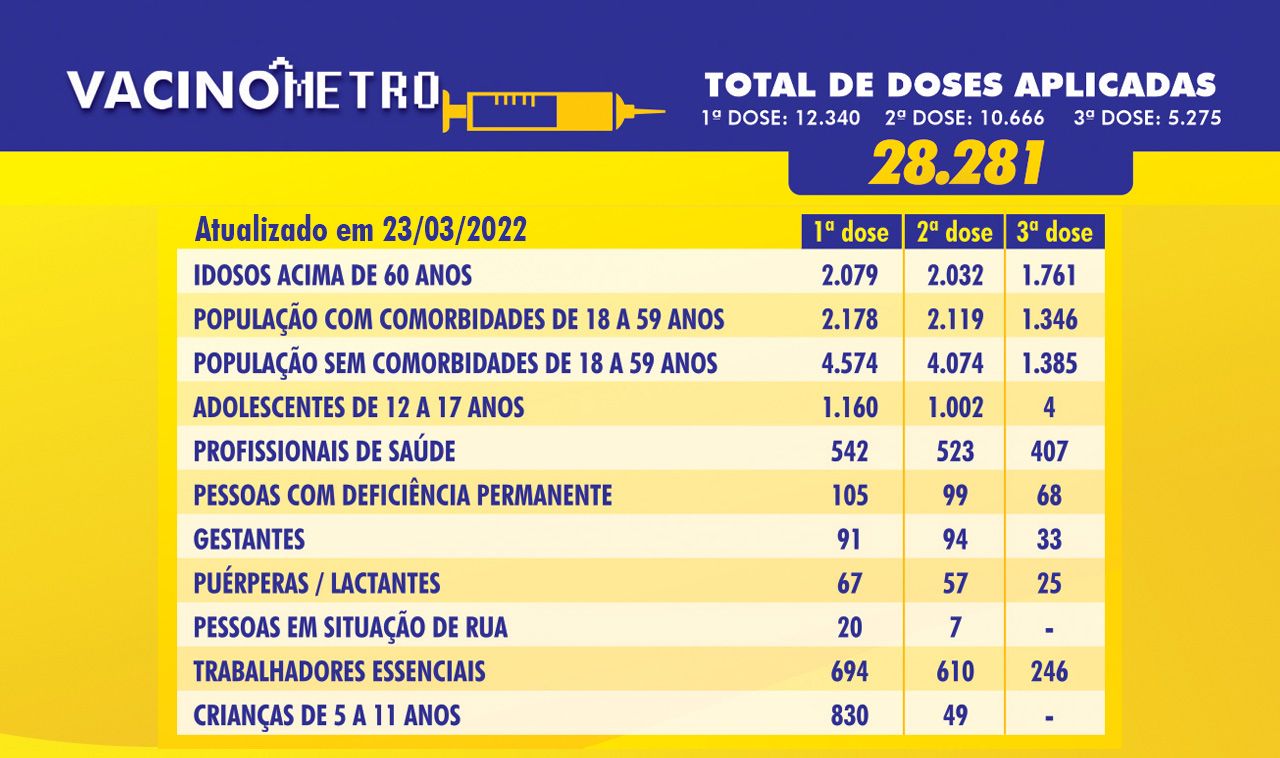 VACINÔMETRO
TOTAL DE DOSES APLICADAS
1ª DOSE: 12.340 2ª DOSE: 10.666 3ª DOSE: 5.275
28.281
Atualizado em 23/03/2022 1ª dose 2ª dose 3ª dose
IDOSOS ACIMA DE 60 ANOS 2.079 2.032 1.761
POPULAÇÃO COM COMORBIDADES DE 18 A 59 ANOS 2.178 2.119 1.346
POPULAÇÃO SEM COMORBIDADES DE 18 A 59 ANOS 4.574 4.074 1.385
ADOLESCENTES DE 12 A 17 ANOS 1.160 1.002 4
PROFISSIONAIS DE SAÚDE 542 523 407
PESSOAS COM DEFICIÊNCIA PERMANENTE 105 99 68
GESTANTES 91 94 33
PUÉRPERAS / LACTANTES 67 57 25
PESSOAS EM SITUAÇÃO DE RUA 20 7 -
TRABALHADORES ESSENCIAIS 694 610 246
CRIANÇAS DE 5 A 11 ANOS 830 49 -